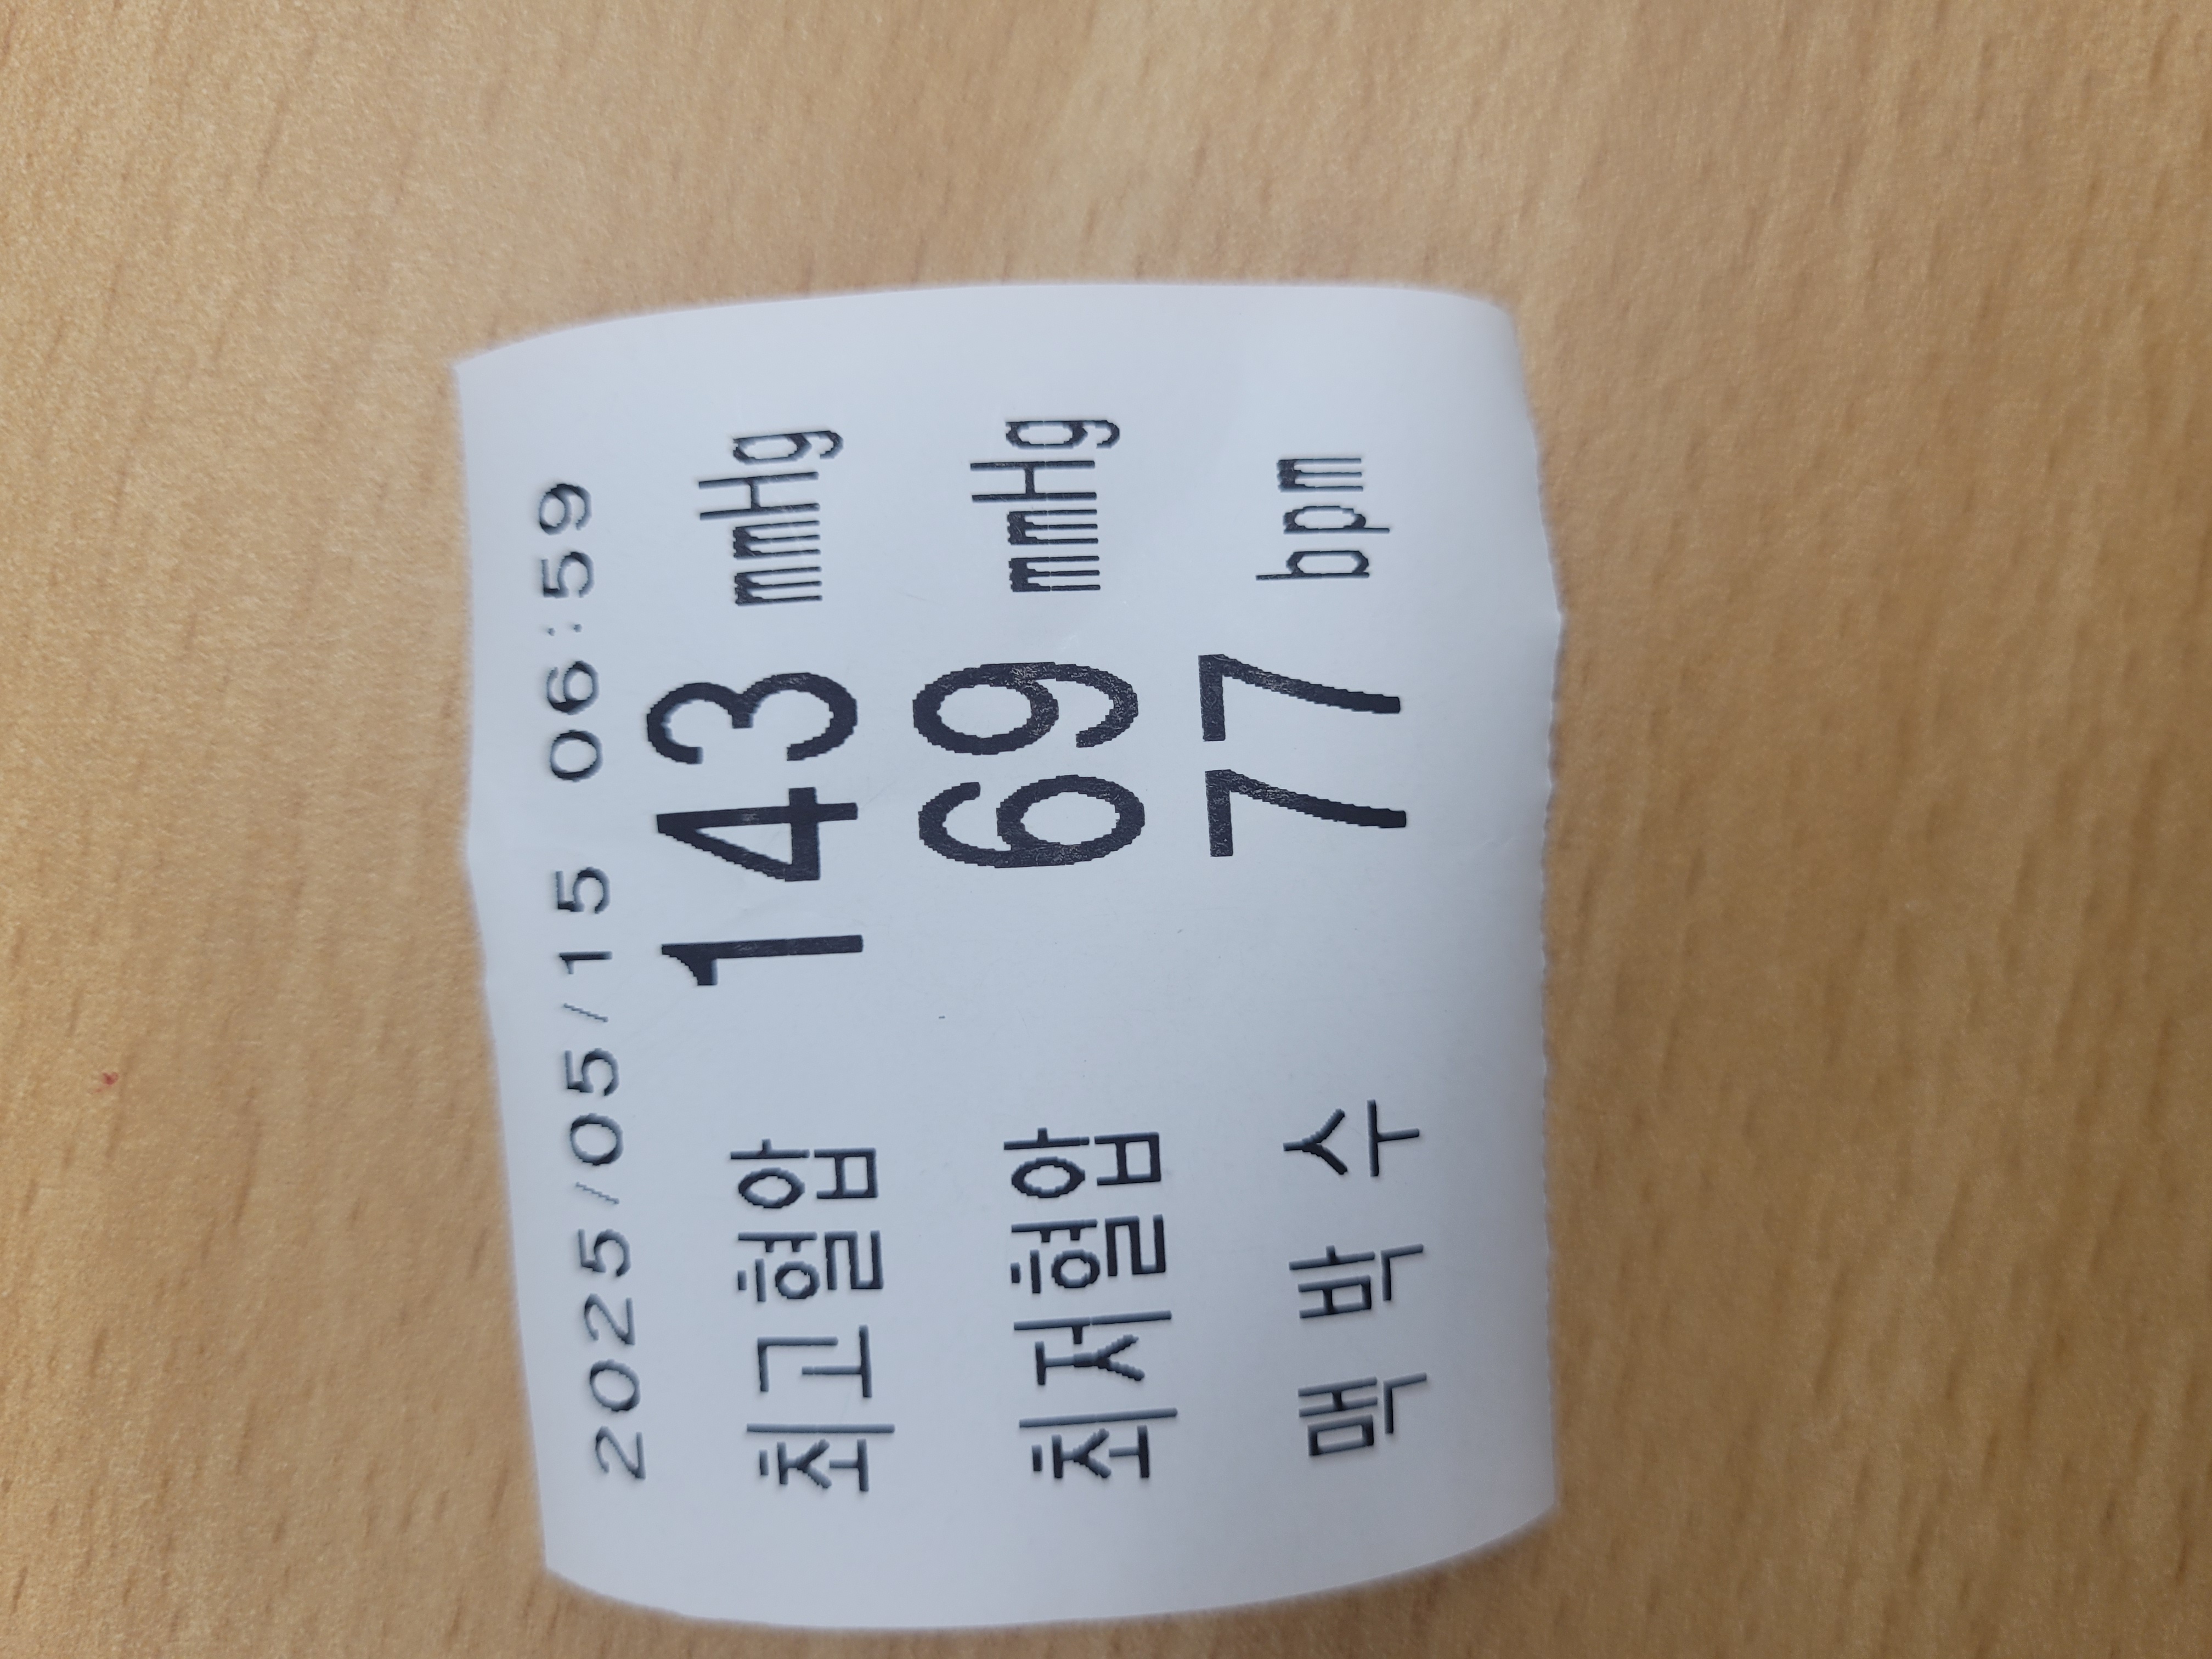 2025/05/15 06:59
최고혈압 143 mmHg
최저혈압 69 mmHg
맥 박 수 77 bpm